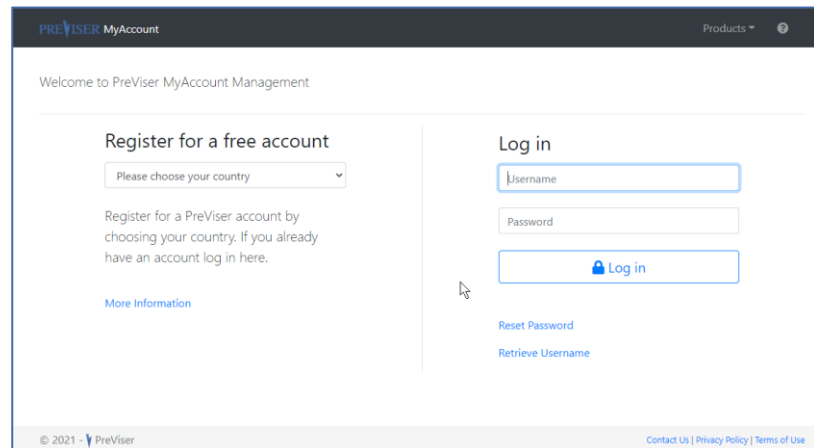 PREVISER MyAccount
Products
Welcome to PreViser MyAccount Management
Register for a free account
Please choose your country
Register for a PreViser account by
choosing your country. If you already
have an account log in here.
More Information
Log in
Username
Password
Log in
Reset Password
Retrieve Username
© 2021 - PreViser
Contact Us | Privacy Policy | Terms of Use